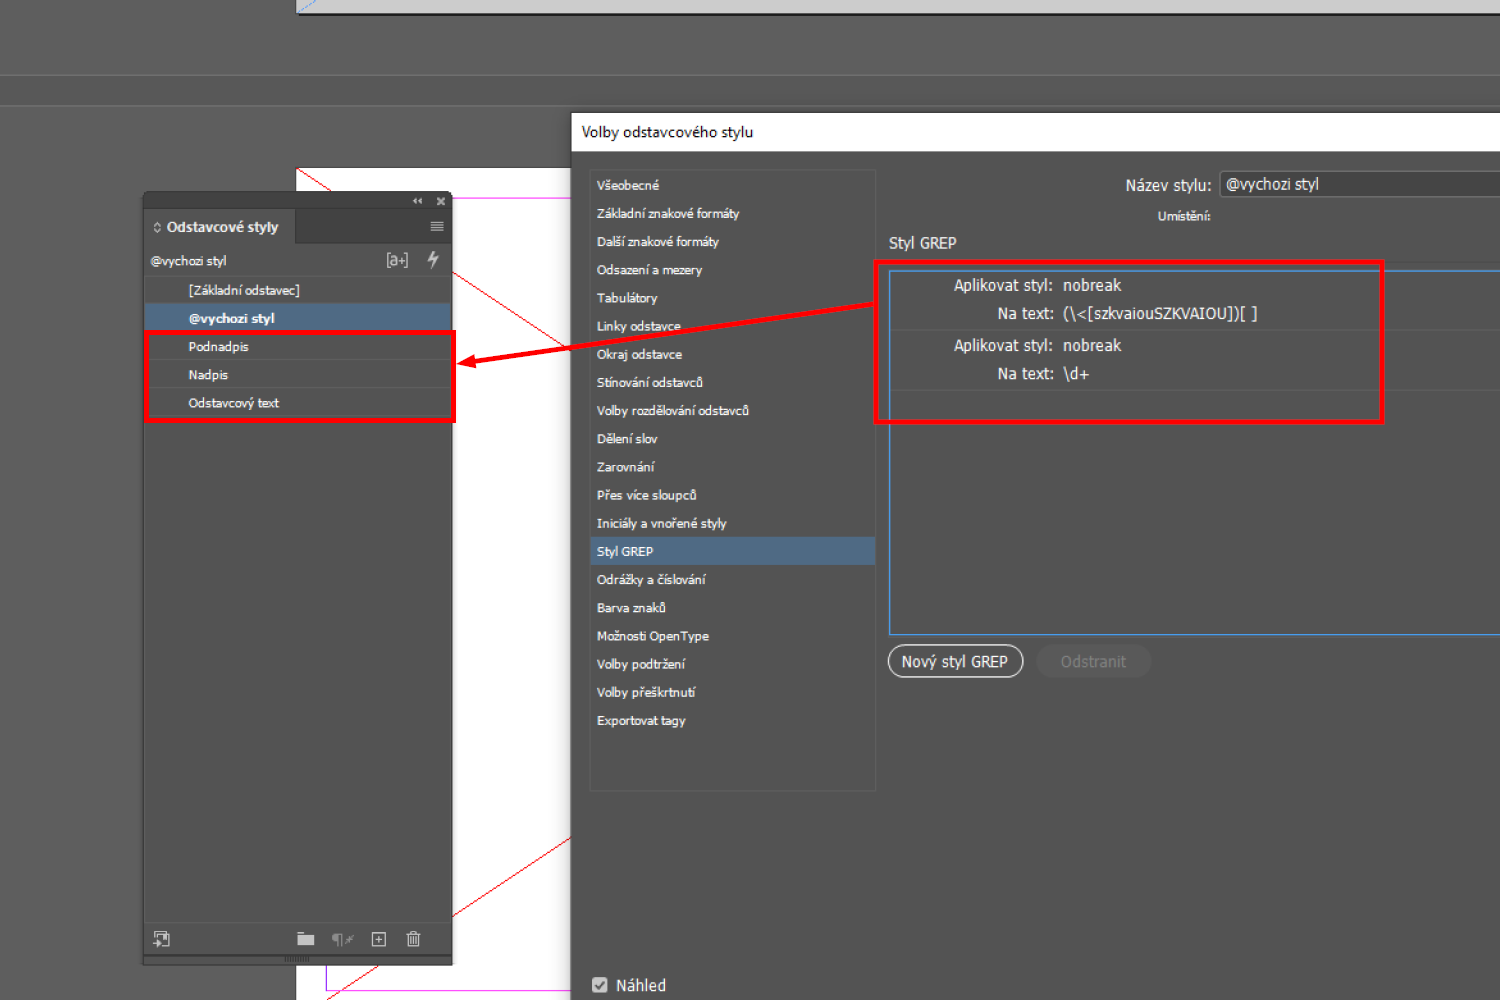 Volby odstavcového stylu
Odstavcové styly
@vychozi styl
[a+]
[Základní odstavec]
@vychozi styl
Podnadpis
Nadpis
Odstavcový text
Všeobecné
Základní znakové formáty
Další znakové formáty
Odsazení a mezery
Tabulátory
Linky odstavce
Okraj odstavce
Stínování odstavců
Volby rozdělování odstavců
Dělení slov
Zarovnání
Přes více sloupců
Iniciály a vnořené styly
Styl GREP
Odrážky a číslování
Barva znaků
Možnosti OpenType
Volby podtržení
Volby přeškrtnutí
Exportovat tagy
Název stylu: @vychozi styl
Umístění:
Styl GREP
Aplikovat styl: nobreak
Na text: (\<[szkvaiouSZKVAIOU])[ ]
Aplikovat styl: nobreak
Na text: \d+
Nový styl GREP
Odstranit
Náhled